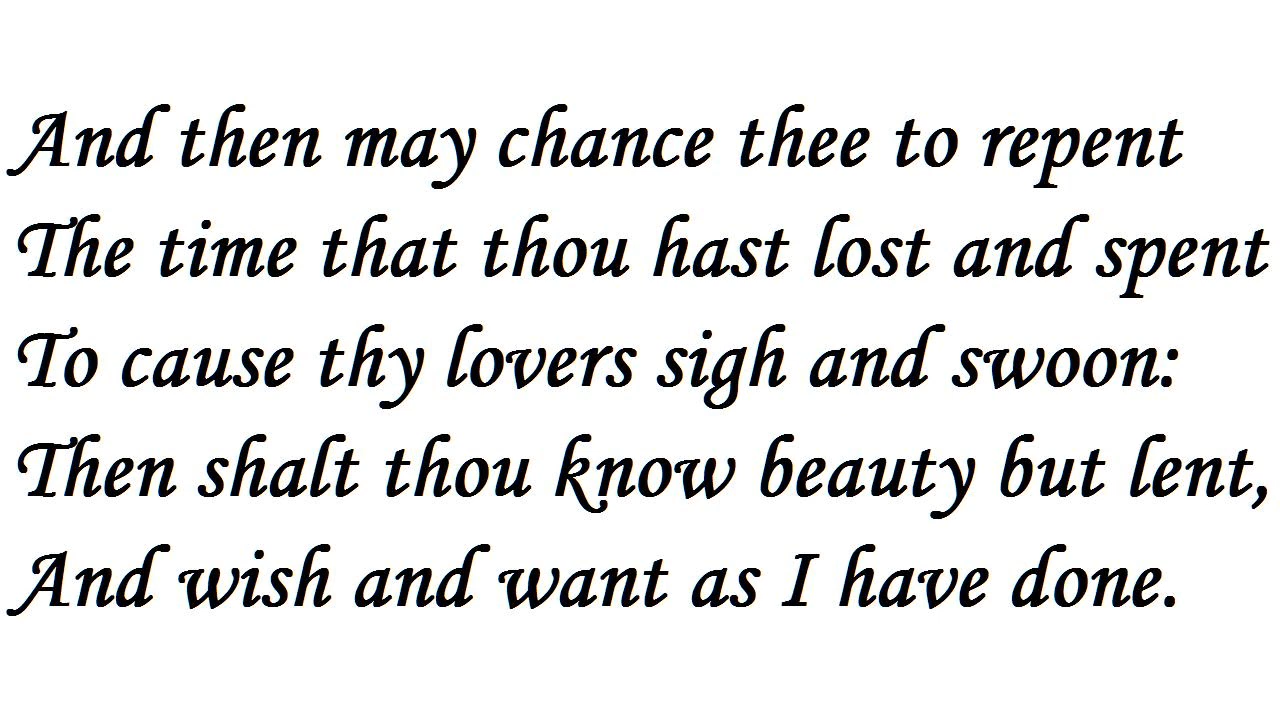 And then may chance thee to repent
The time that thou hast lost and spent
To cause thy lovers sigh and swoon:
Then shalt thou know beauty but lent,
And wish and want as I have done.